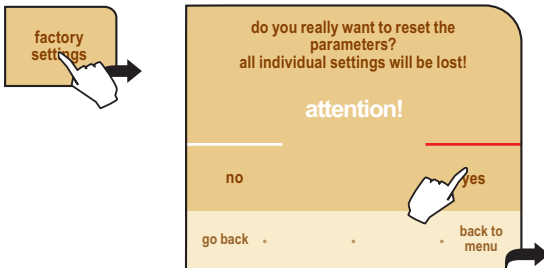 factory
settings
do you really want to reset the
parameters?
all individual settings will be lost!
attention!
no
yes
go back
back to
menu